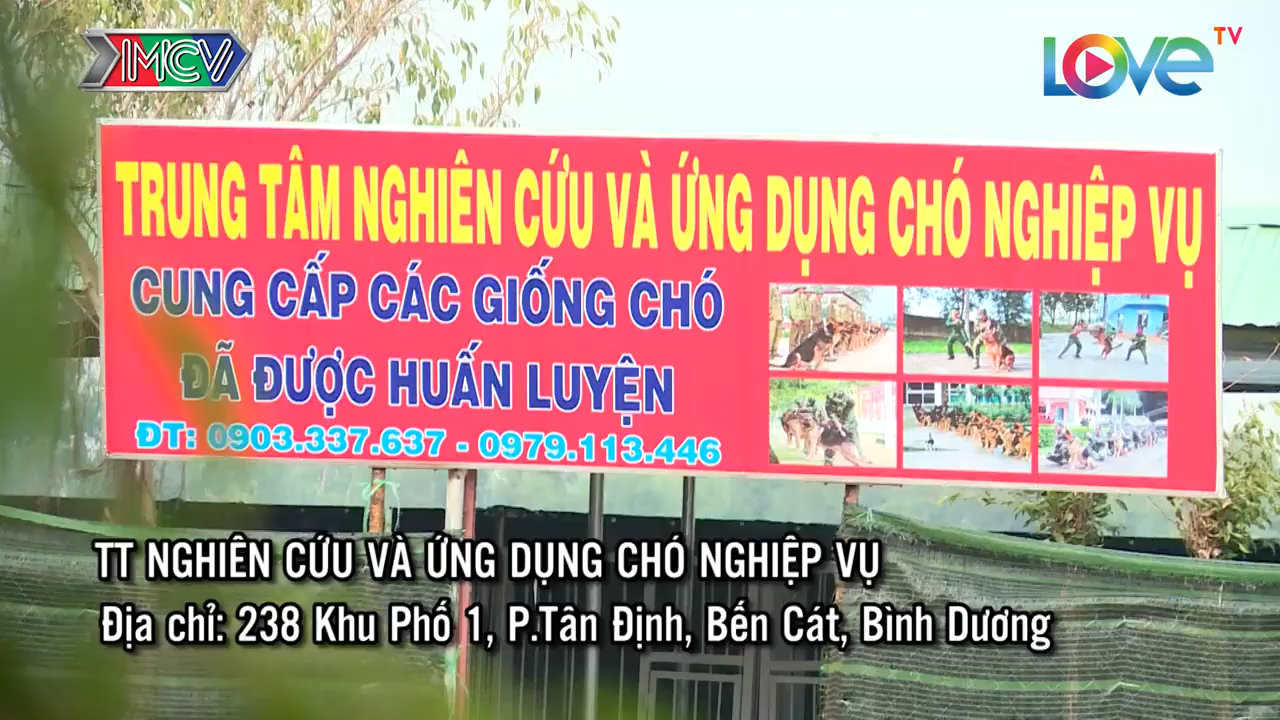 MCV
LOVE TV
TRUNG TÂM NGHIÊN CỨU VÀ ỨNG DỤNG CHÓ NGHIỆP VỤ
CUNG CẤP CÁC GIỐNG CHÓ
ĐÃ ĐƯỢC HUẤN LUYỆN
ĐT: 0903.337.637 - 0979.113.446
TT NGHIÊN CỨU VÀ ỨNG DỤNG CHÓ NGHIỆP VỤ
Địa chỉ: 238 Khu Phố 1, P.Tân Định, Bến Cát, Bình Dương